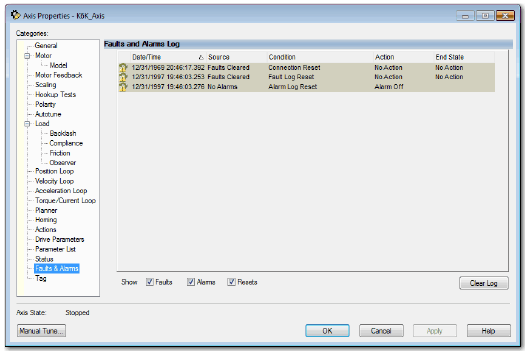 Axis Properties - K6K_Axis
Categories:
General
Motor
Model
Motor Feedback
Scaling
Hookup Tests
Polarity
Autotune
Load
Backlash
Compliance
Friction
Observer
Position Loop
Velocity Loop
Acceleration Loop
Torque/Current Loop
Planner
Homing
Actions
Drive Parameters
Parameter List
Status
Faults & Alarms
Tag
Faults and Alarms Log
Date/Time Source Condition Action End State
12/31/1969 20:46:17.392 Faults Cleared Connection Reset No Action No Action
12/31/1997 19:46:03.253 Faults Cleared Fault Log Reset No Action No Action
12/31/1997 19:46:03.276 No Alarms Alarm Log Reset Alarm Off
Show Faults Alarms Resets
Clear Log
Axis State: Stopped
Manual Tune...
OK Cancel Apply Help